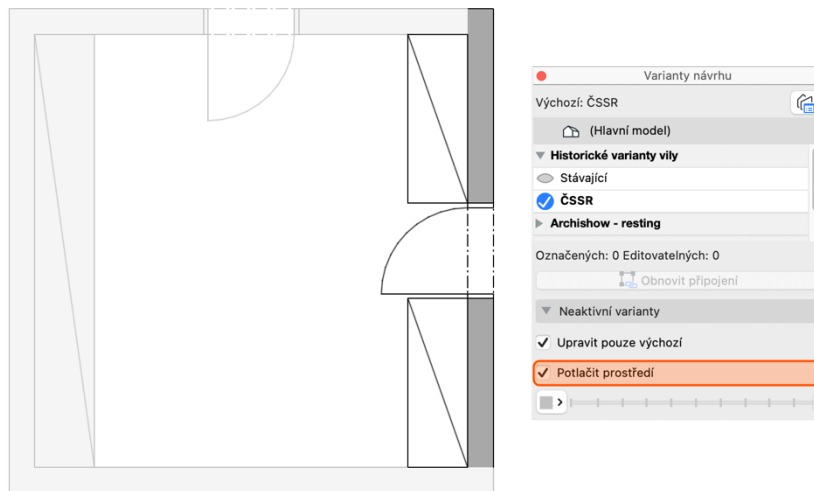 Varianty návrhu
Výchozí: ČSSR
(Hlavní model)
Historické varianty vily
Stávající
ČSSR
Archishow - resting
Označených: 0 Editovatelných: 0
Obnovit připojení
Neaktivní varianty
Upravit pouze výchozí
Potlačit prostředí